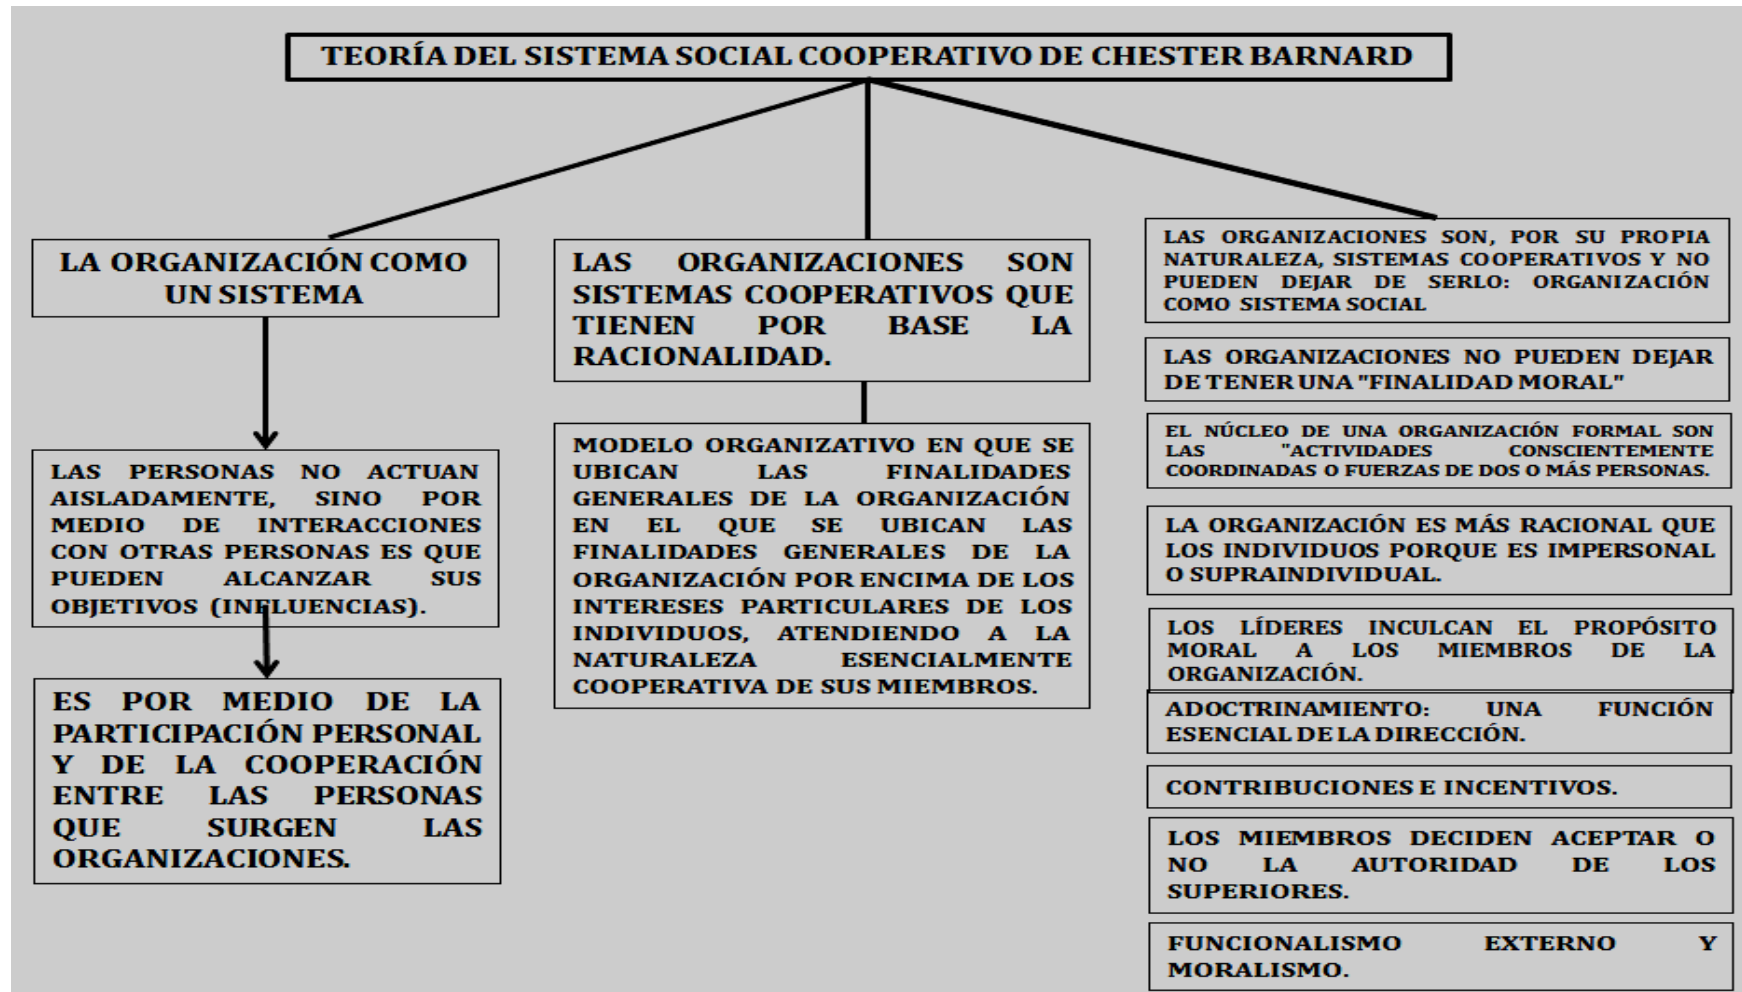 TEORÍA DEL SISTEMA SOCIAL COOPERATIVO DE CHESTER BARNARD
LA ORGANIZACIÓN COMO
UN SISTEMA
LAS PERSONAS NO ACTUAN
AISLADAMENTE, SINO POR
MEDIO DE INTERACCIONES
CON OTRAS PERSONAS ES QUE
PUEDEN ALCANZAR SUS
OBJETIVOS (INFLUENCIAS).
ES POR MEDIO DE LA
PARTICIPACIÓN PERSONAL
Y DE LA COOPERACIÓN
ENTRE LAS PERSONAS
QUE SURGEN LAS
ORGANIZACIONES.
LAS ORGANIZACIONES SON
SISTEMAS COOPERATIVOS QUE
TIENEN POR BASE LA
RACIONALIDAD.
MODELO ORGANIZATIVO EN QUE SE
UBICAN LAS FINALIDADES
GENERALES DE LA ORGANIZACIÓN
EN EL QUE SE UBICAN LAS
FINALIDADES GENERALES DE LA
ORGANIZACIÓN POR ENCIMA DE LOS
INTERESES PARTICULARES DE LOS
INDIVIDUOS, ATENDIENDO A LA
NATURALEZA ESENCIALMENTE
COOPERATIVA DE SUS MIEMBROS.
LAS ORGANIZACIONES SON, POR SU PROPIA
NATURALEZA, SISTEMAS COOPERATIVOS Y NO
PUEDEN DEJAR DE SERLO: ORGANIZACIÓN
COMO SISTEMA SOCIAL
LAS ORGANIZACIONES NO PUEDEN DEJAR
DE TENER UNA "FINALIDAD MORAL"
EL NÚCLEO DE UNA ORGANIZACIÓN FORMAL SON
LAS "ACTIVIDADES CONSCIENTEMENTE
COORDINADAS O FUERZAS DE DOS O MÁS PERSONAS.
LA ORGANIZACIÓN ES MÁS RACIONAL QUE
LOS INDIVIDUOS PORQUE ES IMPERSONAL
O SUPRAINDIVIDUAL.
LOS LÍDERES INCULCAN EL PROPÓSITO
MORAL A LOS MIEMBROS DE LA
ORGANIZACIÓN.
ADOCTRINAMIENTO: UNA FUNCIÓN
ESENCIAL DE LA DIRECCIÓN.
CONTRIBUCIONES E INCENTIVOS.
LOS MIEMBROS DECIDEN ACEPTAR O
NO LA AUTORIDAD DE LOS
SUPERIORES.
FUNCIONALISMO EXTERNO Y
MORALISMO.